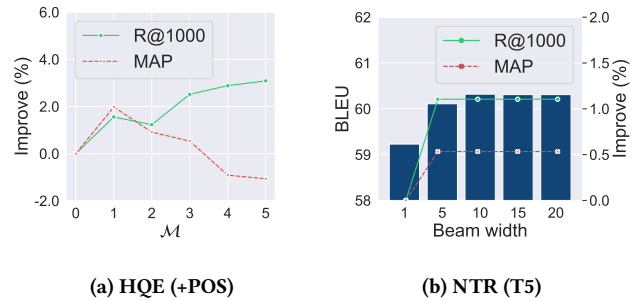 6.0
4.0
2.0
0.0
-2.0
Improve (%)
R@1000
MAP
0 1 2 3 4 5
ℳ
(a) HQE (+POS)
62
61
60
59
58
BLEU
R@1000
MAP
2.0
1.5
1.0
0.5
0.0
Improve (%)
1 5 10 15 20
Beam width
(b) NTR (T5)